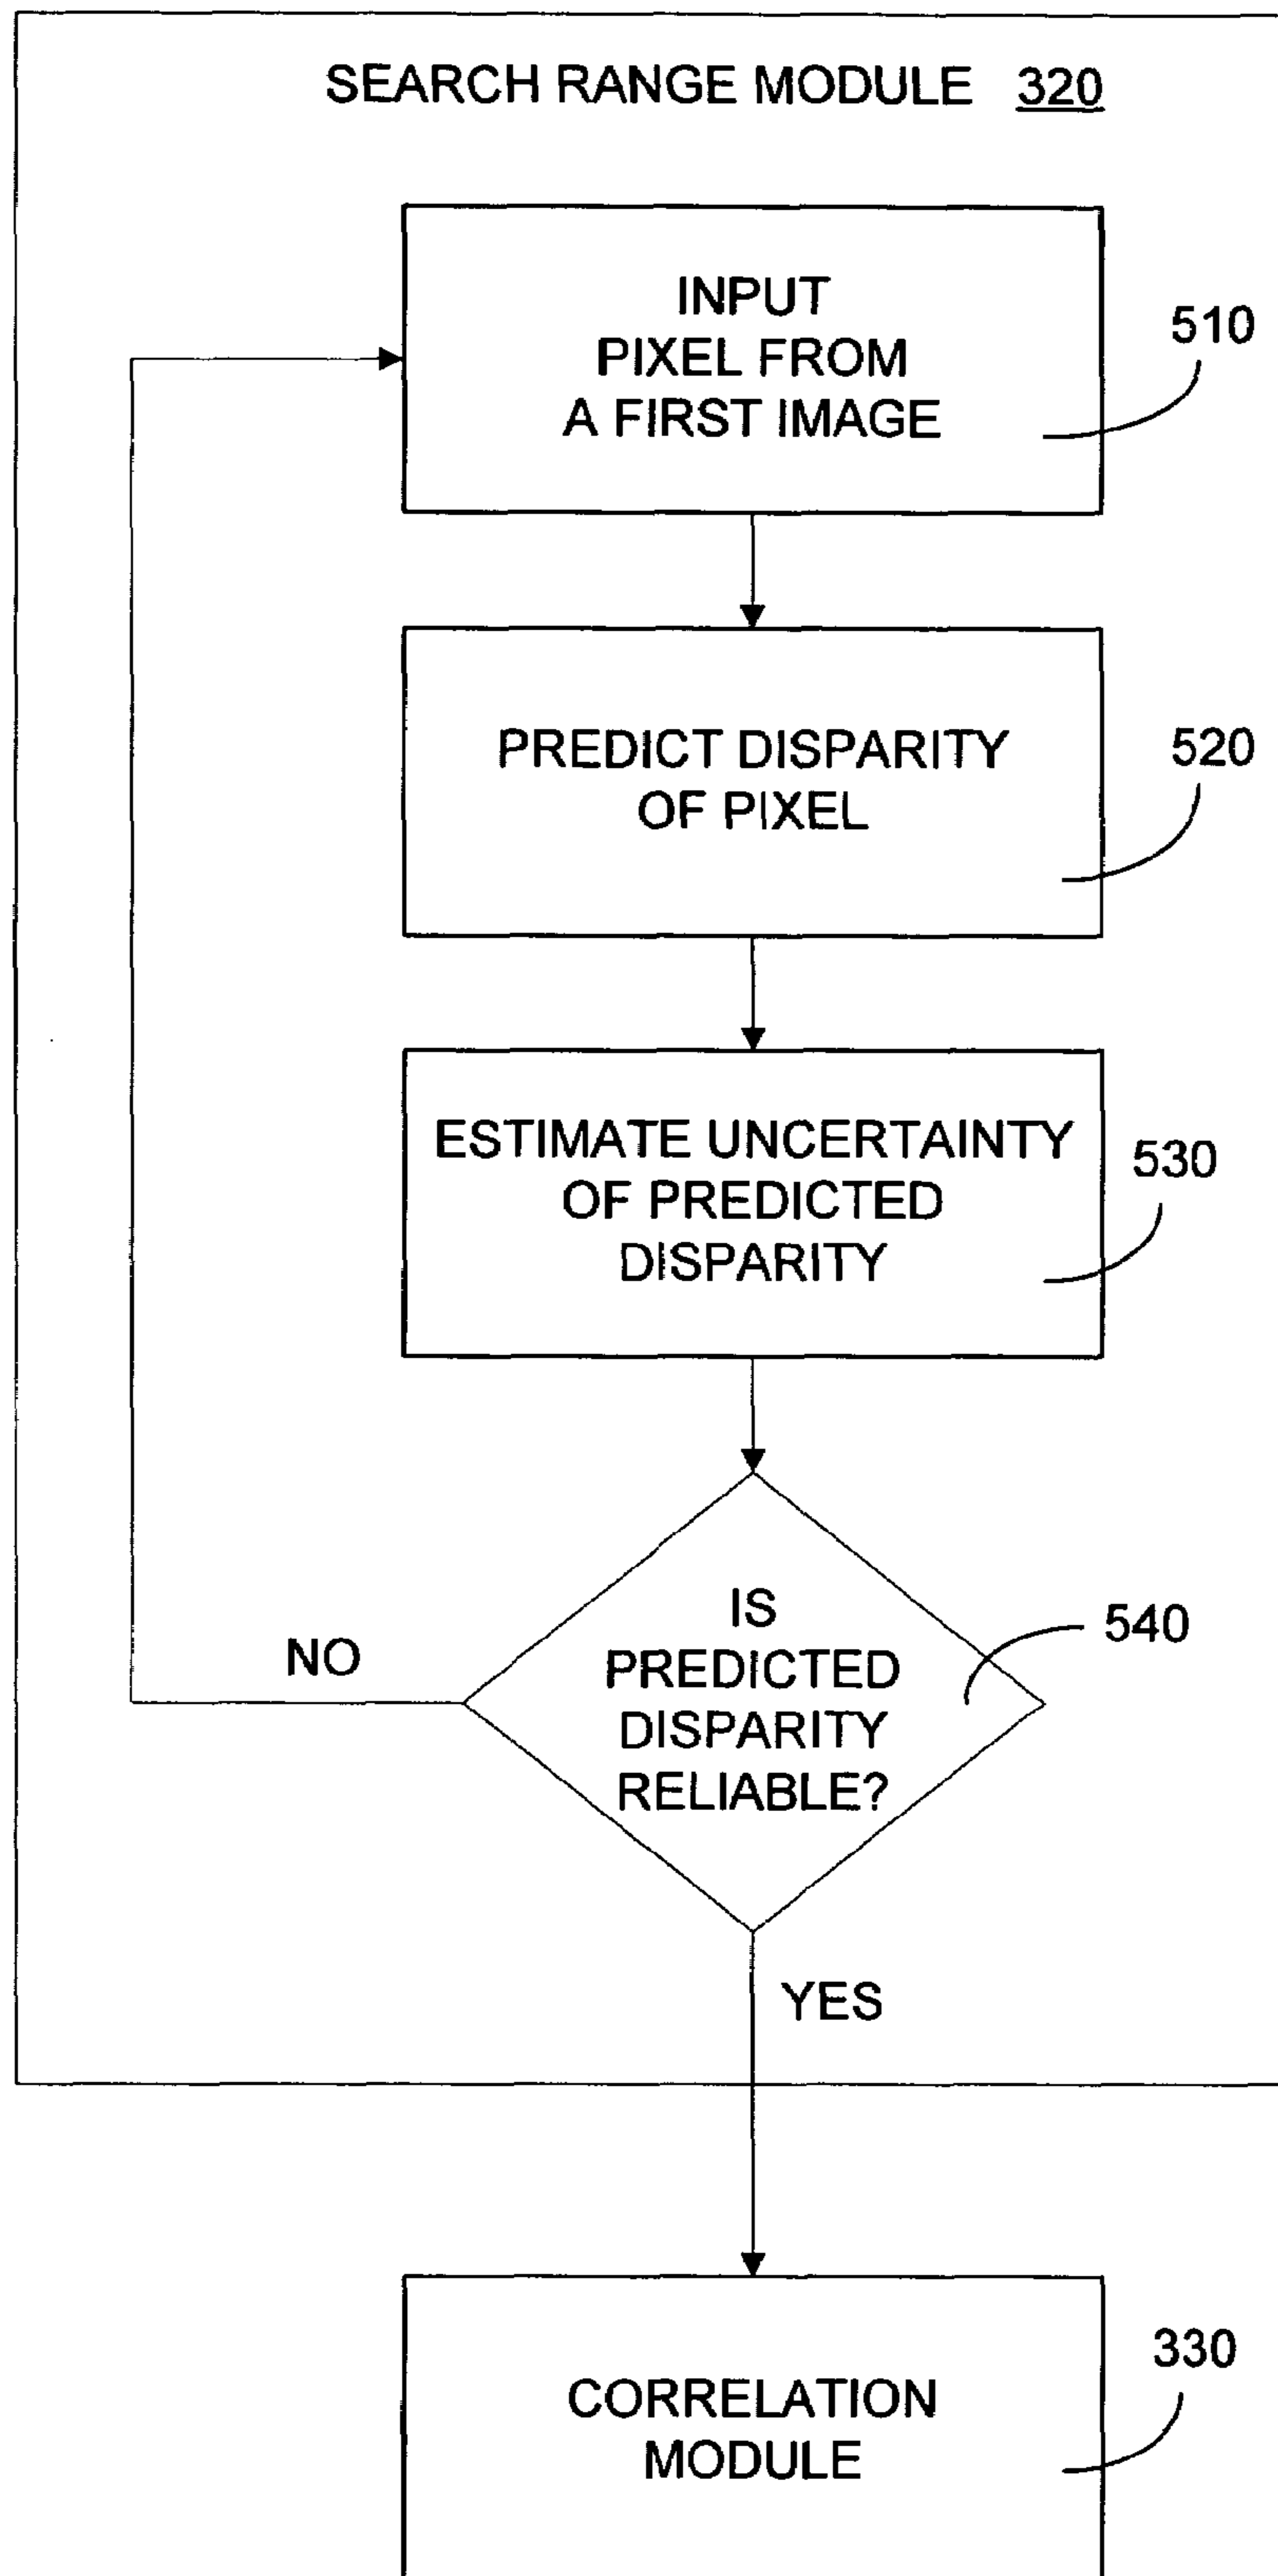 SEARCH RANGE MODULE 320
INPUT
PIXEL FROM
A FIRST IMAGE
510
PREDICT DISPARITY
OF PIXEL
520
ESTIMATE UNCERTAINTY
OF PREDICTED
DISPARITY
530
IS
PREDICTED
DISPARITY
RELIABLE?
540
NO
YES
CORRELATION
MODULE
330